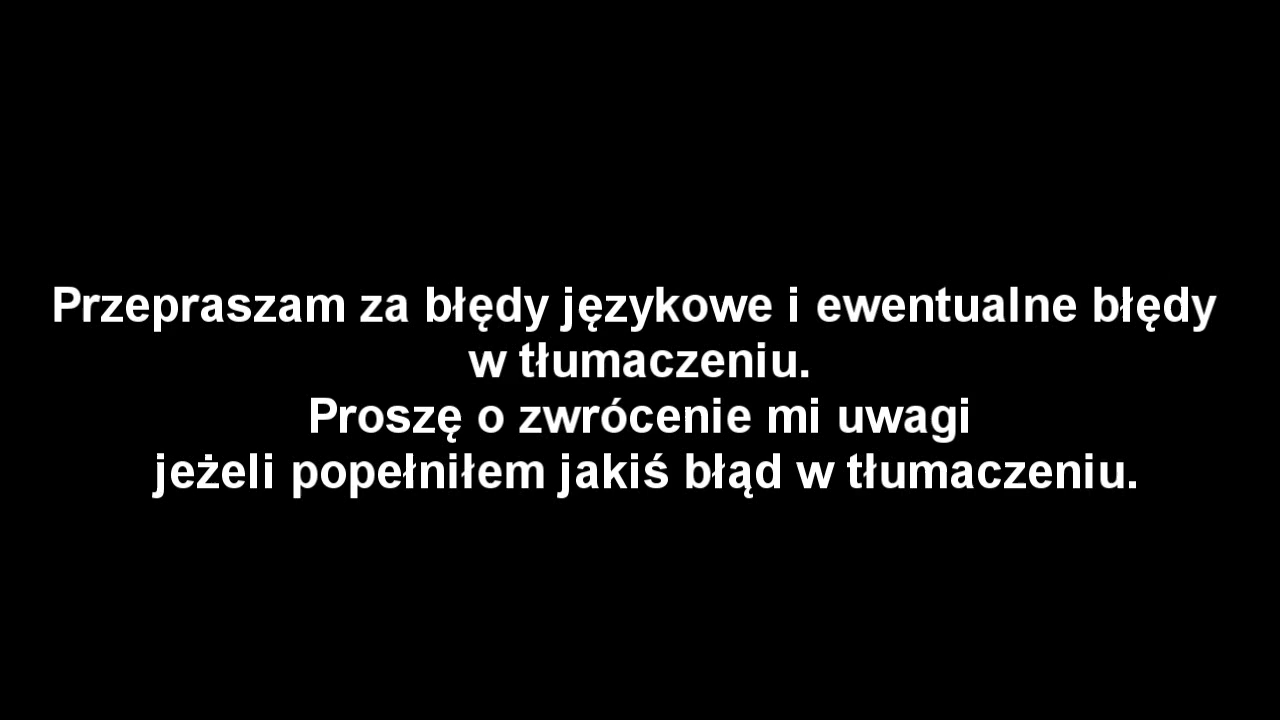 Przepraszam za błędy językowe i ewentualne błędy
w tłumaczeniu.
Proszę o zwrócenie mi uwagi
jeżeli popełniłem jakiś błąd w tłumaczeniu.